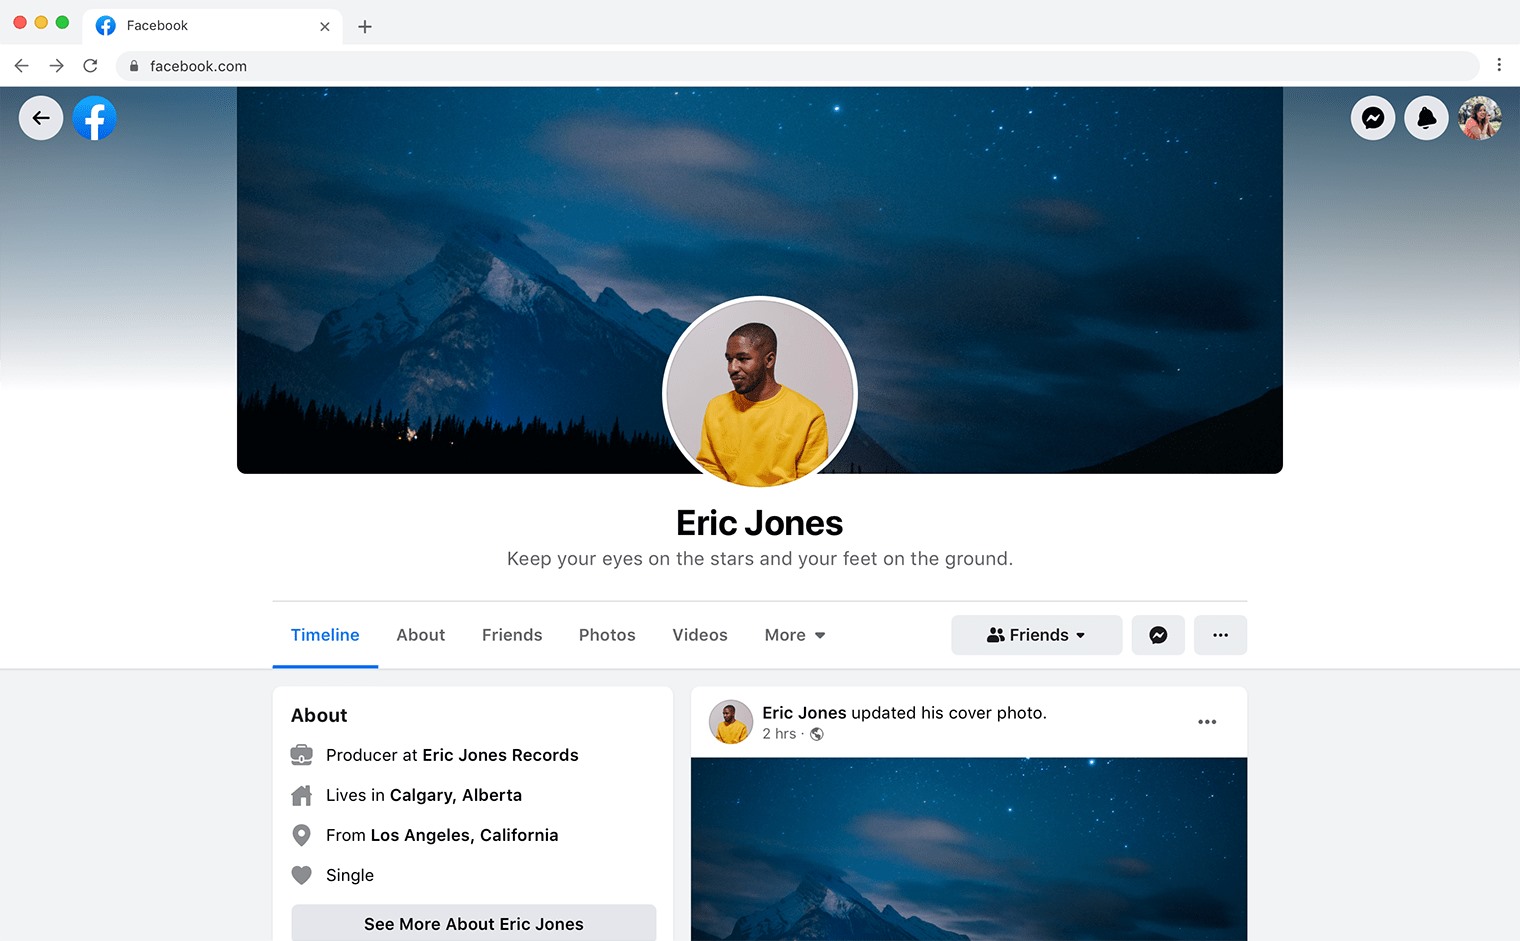 Facebook
facebook.com
Eric Jones
Keep your eyes on the stars and your feet on the ground.
Timeline About Friends Photos Videos More Friends
About
Producer at Eric Jones Records
Lives in Calgary, Alberta
From Los Angeles, California
Single
See More About Eric Jones
Eric Jones updated his cover photo.
2 hrs ·